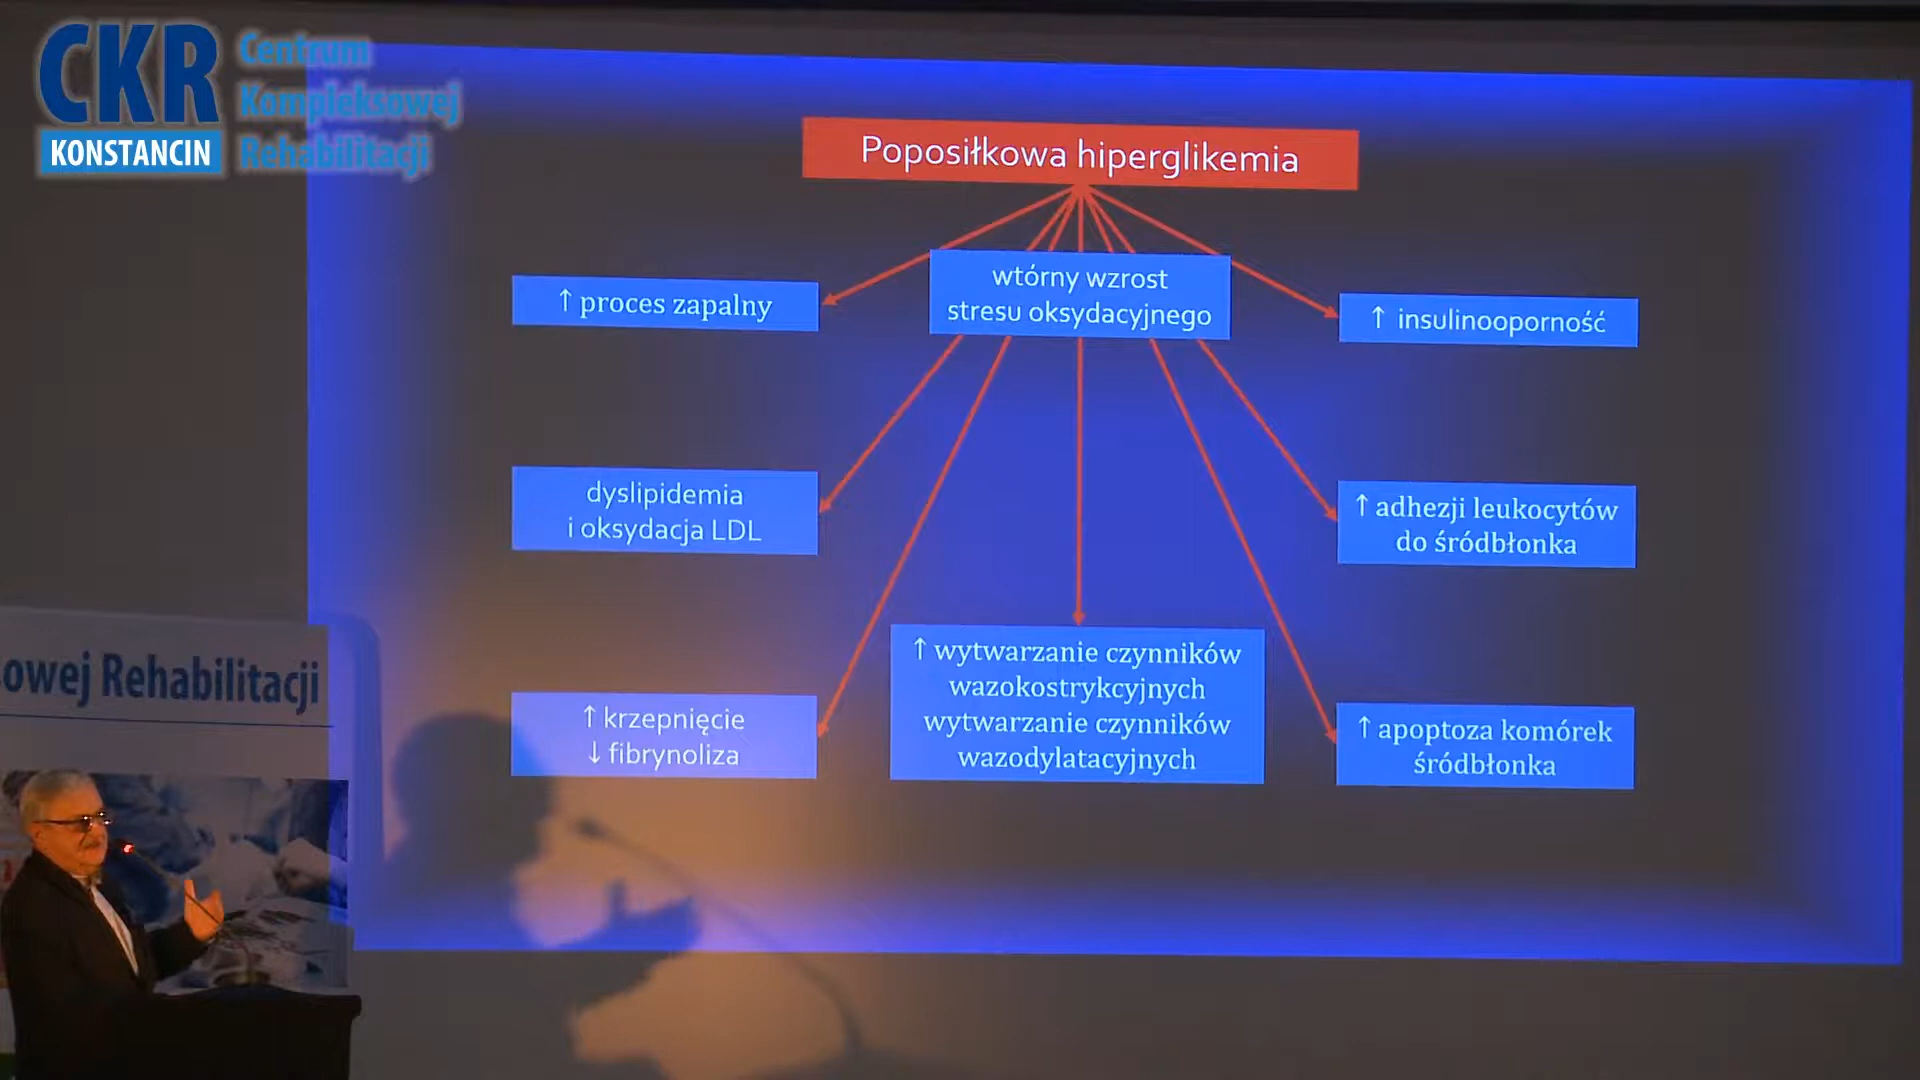 CKR
KONSTANCIN
Centrum
Kompleksowej
Rehabilitacji
Poposiłkowa hiperglikemia
wtórny wzrost
stresu oksydacyjnego
↑ proces zapalny
↑ insulinooporność
dyslipidemia
i oksydacja LDL
↑ adhezji leukocytów
do śródbłonka
↑ krzepnięcie
↓ fibrynoliza
↑ wytwarzanie czynników
wazokostrykcyjnych
wytwarzanie czynników
wazodylatacyjnych
↑ apoptoza komórek
śródbłonka
sowej Rehabilitacji